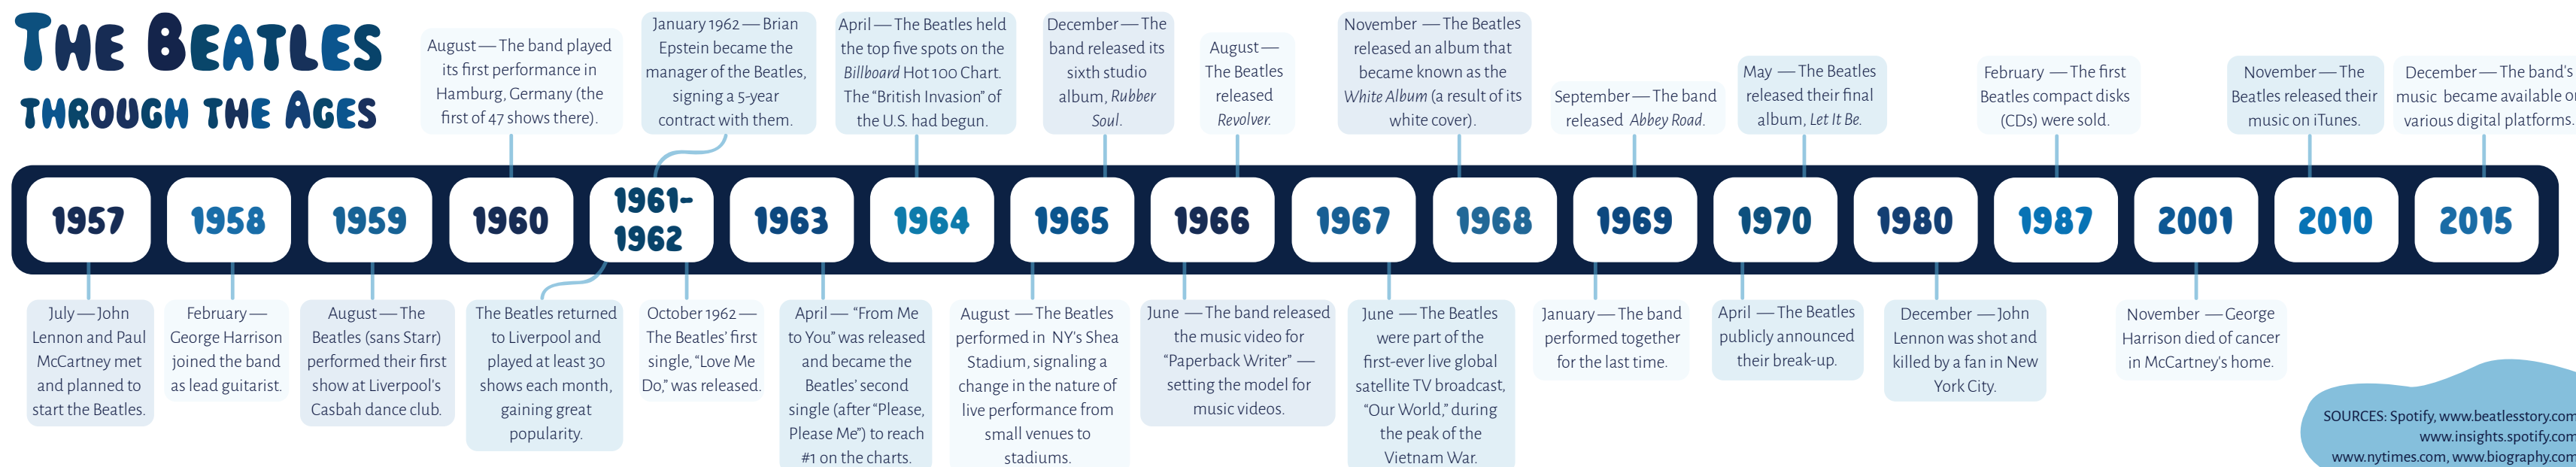 THE BEATLES
THROUGH THE AGES
August — The band played
its first performance in
Hamburg, Germany (the
first of 47 shows there).
January 1962 — Brian
Epstein became the
manager of the Beatles,
signing a 5-year
contract with them.
April — The Beatles held
the top five spots on the
Billboard Hot 100 Chart.
The “British Invasion” of
the U.S. had begun.
December — The
band released its
sixth studio
album, Rubber
Soul.
August —
The Beatles
released
Revolver.
November — The Beatles
released an album that
became known as the
White Album (a result of its
white cover).
September — The band
released Abbey Road.
May — The Beatles
released their final
album, Let It Be.
February — The first
Beatles compact disks
(CDs) were sold.
November — The
Beatles released their
music on iTunes.
December — The band's
music became available
various digital platforms.
1957
1958
1959
1960
1961-
1962
1963
1964
1965
1966
1967
1968
1969
1970
1980
1987
2001
2010
2015
July — John
Lennon and Paul
McCartney met
and planned to
start the Beatles.
February —
George Harrison
joined the band
as lead guitarist.
August — The
Beatles (sans Starr)
performed their first
show at Liverpool's
Casbah dance club.
The Beatles returned
to Liverpool and
played at least 30
shows each month,
gaining great
popularity.
October 1962 —
The Beatles’ first
single, “Love Me
Do,” was released.
April — “From Me
to You” was released
and became the
Beatles’ second
single (after “Please,
Please Me”) to reach
#1 on the charts.
August — The Beatles
performed in NY's Shea
Stadium, signaling a
change in the nature of
live performance from
small venues to
stadiums.
June — The band released
the music video for
“Paperback Writer” —
setting the model for
music videos.
June — The Beatles
were part of the
first-ever live global
satellite TV broadcast,
“Our World,” during
the peak of the
Vietnam War.
January — The band
performed together
for the last time.
April — The Beatles
publicly announced
their break-up.
December — John
Lennon was shot and
killed by a fan in New
York City.
November — George
Harrison died of cancer
in McCartney's home.
SOURCES: Spotify, www.beatlesstory.com
www.insights.spotify.com
www.nytimes.com, www.biography.com